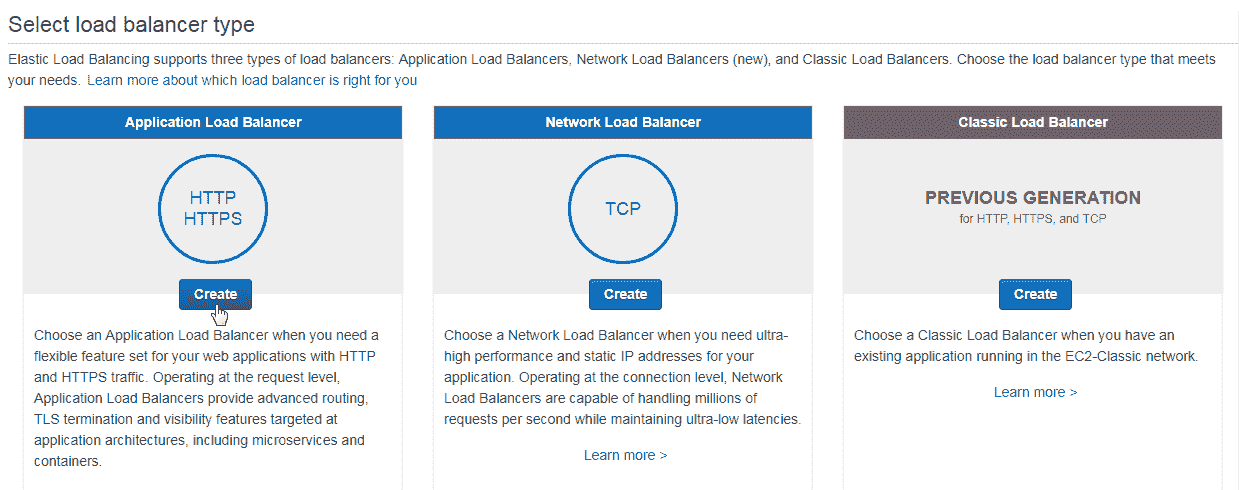 Select load balancer type
Elastic Load Balancing supports three types of load balancers: Application Load Balancers, Network Load Balancers (new), and Classic Load Balancers. Choose the load balancer type that meets
your needs. Learn more about which load balancer is right for you
Application Load Balancer
HTTP
HTTPS
Create
Choose an Application Load Balancer when you need a
flexible feature set for your web applications with HTTP
and HTTPS traffic. Operating at the request level,
Application Load Balancers provide advanced routing,
TLS termination and visibility features targeted at
application architectures, including microservices and
containers.
Network Load Balancer
TCP
Create
Choose a Network Load Balancer when you need ultra-
high performance and static IP addresses for your
application. Operating at the connection level, Network
Load Balancers are capable of handling millions of
requests per second while maintaining ultra-low latencies.
Learn more >
Classic Load Balancer
PREVIOUS GENERATION
for HTTP, HTTPS, and TCP
Create
Choose a Classic Load Balancer when you have an
existing application running in the EC2-Classic network.
Learn more >